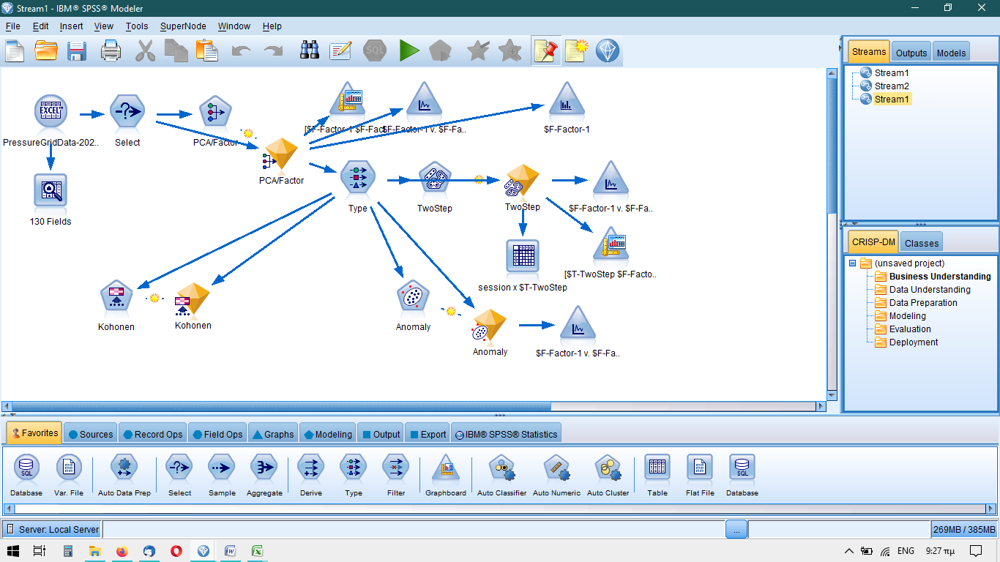 Stream1 - IBM® SPSS® Modeler
File Edit Insert View Tools SuperNode Window Help
SQL
Streams Outputs Models
Stream1
Stream2
Stream1
EXCEL™
PressureGridData-202..
Select
PCA/Factor
[$F-Factor-1 $F-Fact
$F-Factor-1 v. $F-Fa..
$F-Factor-1
PCA/Factor
130 Fields
Type
TwoStep
TwoStep
$F-Factor-1 v. $F-Fa..
session x $T-TwoStep
[$T-TwoStep $F-Facto..
Kohonen
Kohonen
Anomaly
Anomaly
$F-Factor-1 v. $F-Fa..
CRISP-DM Classes
(unsaved project)
Business Understanding
Data Understanding
Data Preparation
Modeling
Evaluation
Deployment
Favorites Sources Record Ops Field Ops Graphs Modeling Output Export IBM® SPSS® Statistics
SQL SQL
Database Var. File Auto Data Prep Select Sample Aggregate Derive Type Filter Graphboard Auto Classifier Auto Numeric Auto Cluster Table Flat File Database
Server: Local Server ... 269MB / 385MB
ENG 9:27 πμ